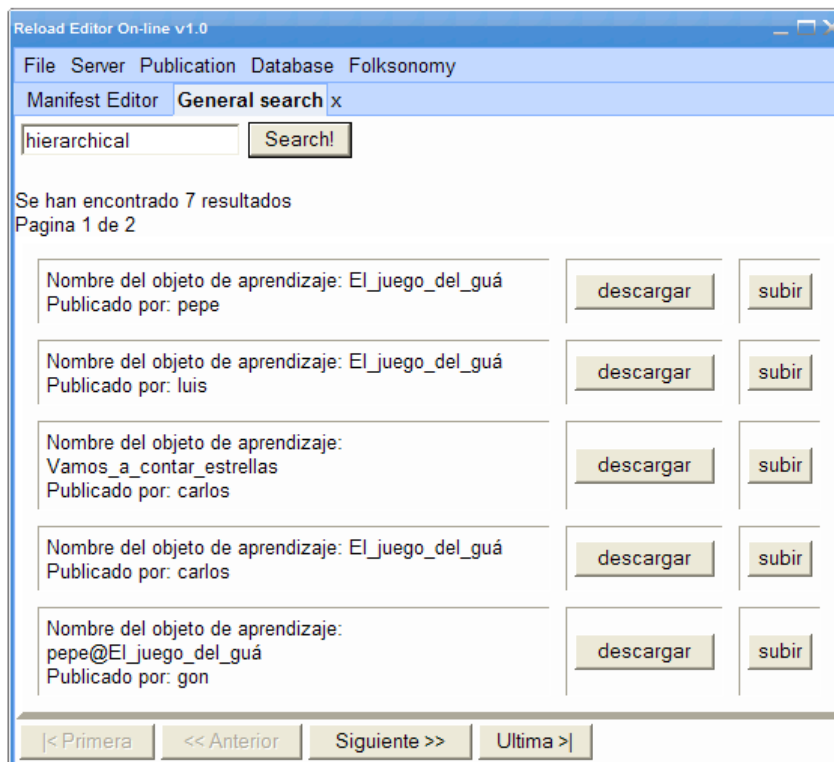 Reload Editor On-line v1.0
File Server Publication Database Folksonomy
Manifest Editor General search x
hierarchical Search!
Se han encontrado 7 resultados
Pagina 1 de 2
Nombre del objeto de aprendizaje: El_juego_del_guá
Publicado por: pepe
descargar subir
Nombre del objeto de aprendizaje: El_juego_del_guá
Publicado por: luis
descargar subir
Nombre del objeto de aprendizaje:
Vamos_a_contar_estrellas
Publicado por: carlos
descargar subir
Nombre del objeto de aprendizaje: El_juego_del_guá
Publicado por: carlos
descargar subir
Nombre del objeto de aprendizaje:
pepe@El_juego_del_guá
Publicado por: gon
descargar subir
|< Primera << Anterior Siguiente >> Ultima >|